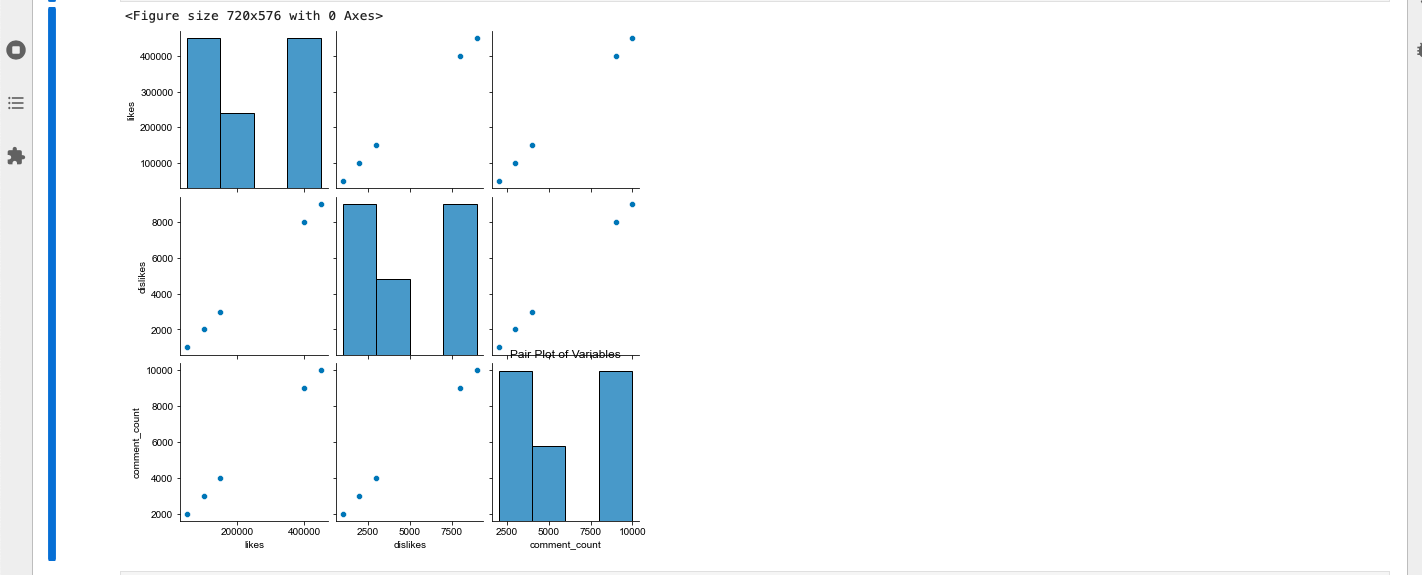 <Figure size 720x576 with 0 Axes>
400000
300000
200000
100000
likes
8000
6000
4000
2000
dislikes
Pair Plot of Variables
10000
8000
6000
4000
2000
comment_count
200000 400000
likes
2500 5000 7500
dislikes
2500 5000 7500 10000
comment_count